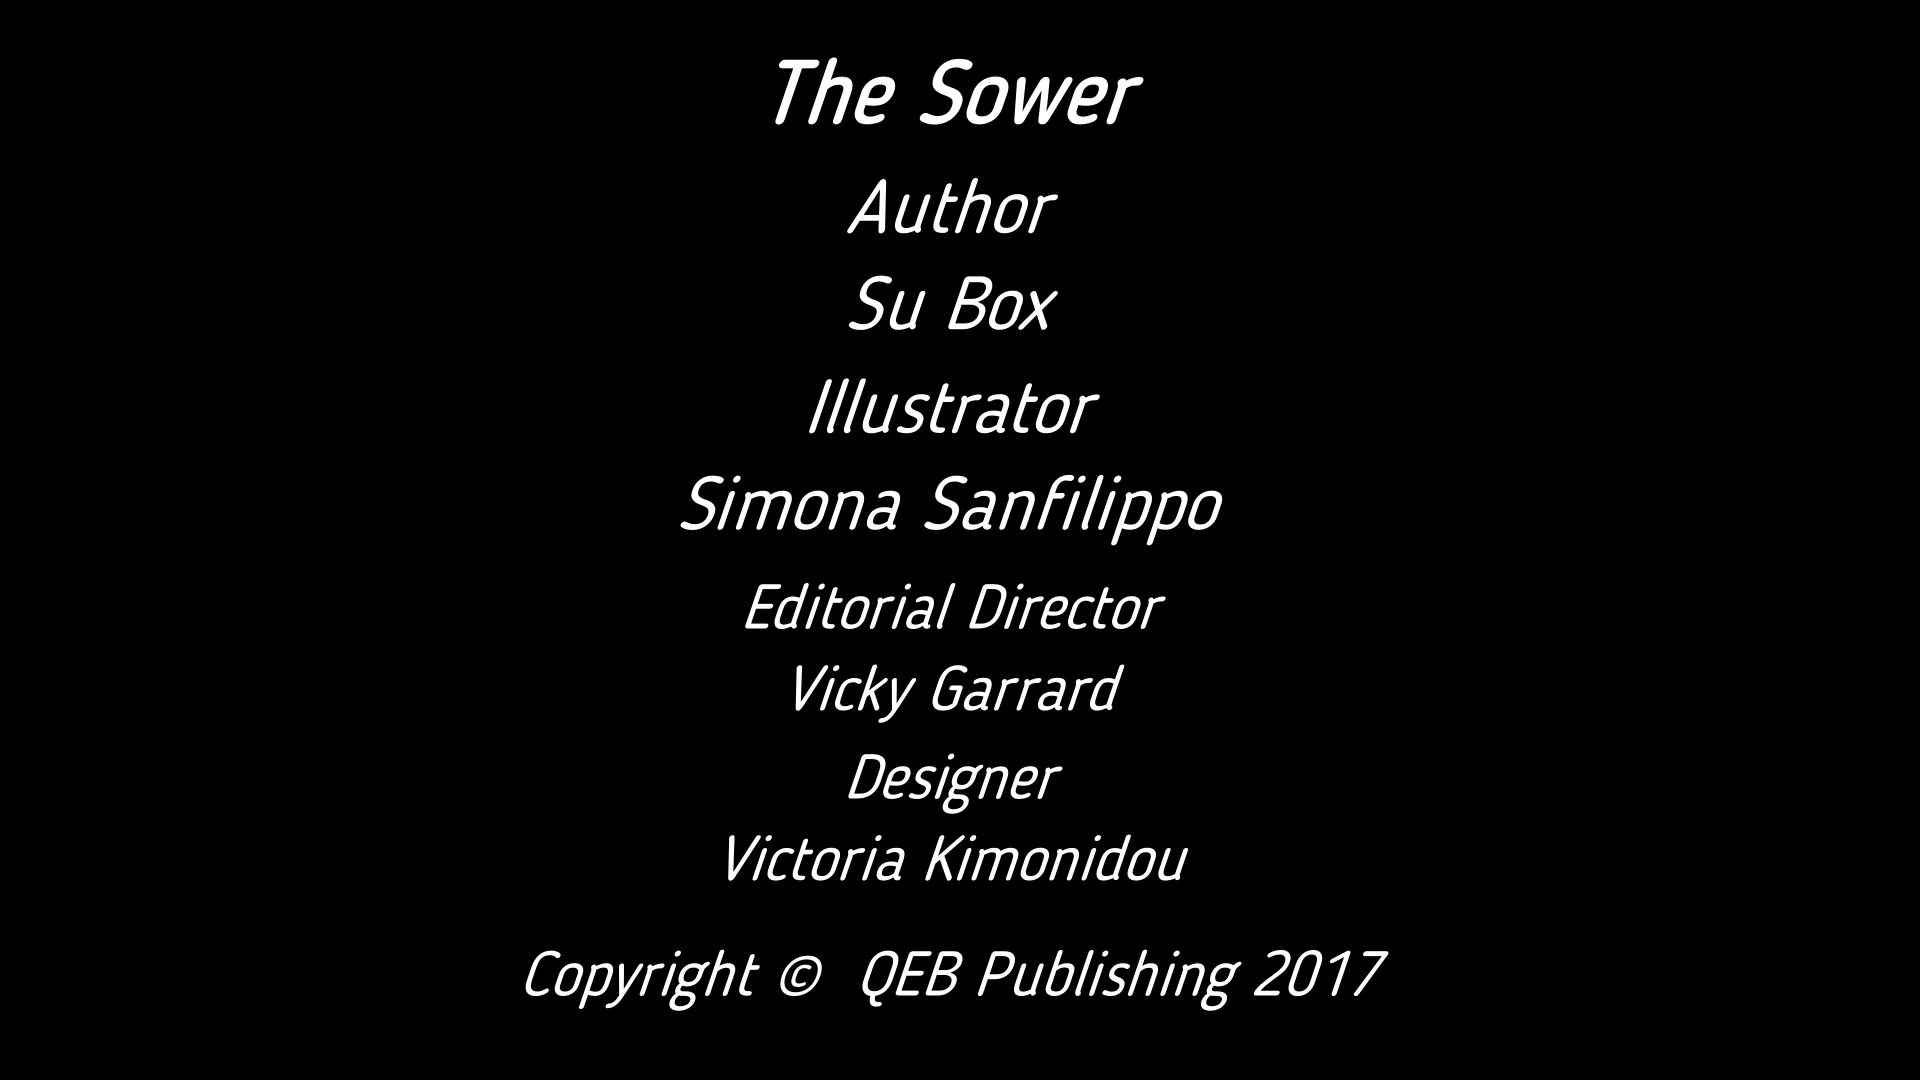 The Sower
Author
Su Box
Illustrator
Simona Sanfilippo
Editorial Director
Vicky Garrard
Designer
Victoria Kimonidou
Copyright © QEB Publishing 2017